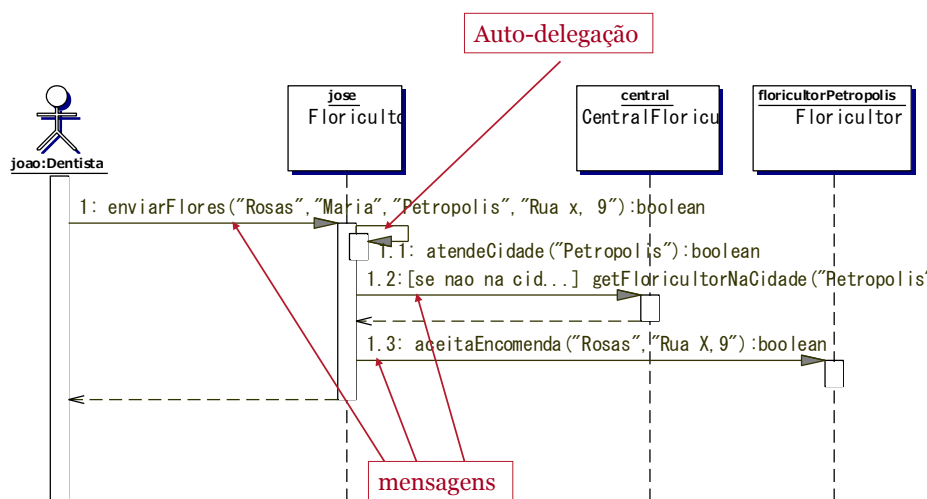 Auto-delegação
jose
Floriculto
central
CentralFloricu
floricultorPetropolis
Floricultor
joao:Dentista
1: enviarFlores("Rosas","Maria","Petropolis","Rua x, 9"):boolean
1.1: atendeCidade("Petropolis"):boolean
1.2:[se nao na cid...] getFloricultorNaCidade("Petropolis"
1.3: aceitaEncomenda("Rosas","Rua X,9"):boolean
mensagens